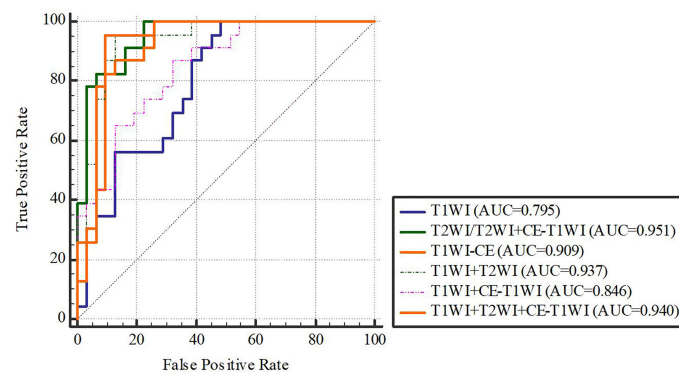 100
80
60
40
20
0
True Positive Rate
0 20 40 60 80 100
False Positive Rate
T1WI (AUC=0.795)
T2WI/T2WI+CE-T1WI (AUC=0.951)
T1WI-CE (AUC=0.909)
T1WI+T2WI (AUC=0.937)
T1WI+CE-T1WI (AUC=0.846)
T1WI+T2WI+CE-T1WI (AUC=0.940)